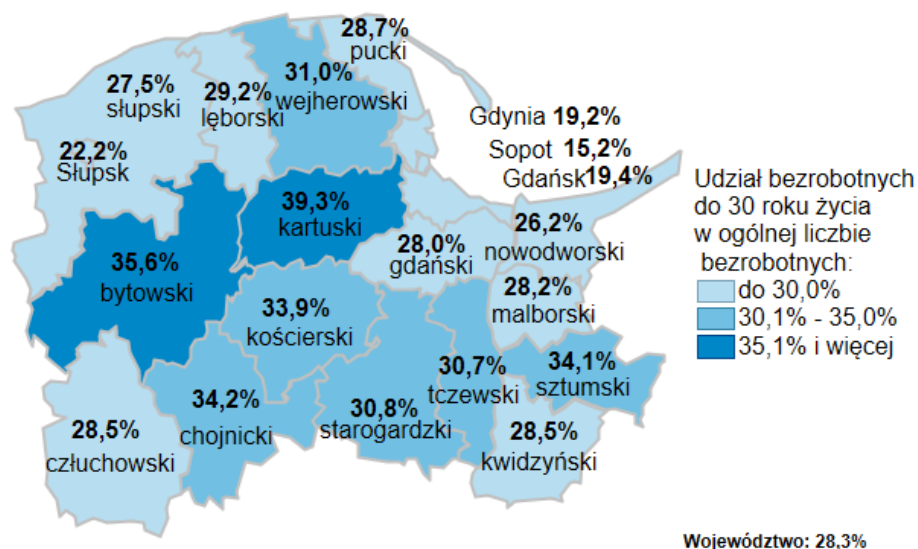 28,7%
pucki
31,0%
wejherowski
27,5%
słupski
29,2%
lęborski
Gdynia 19,2%
Sopot 15,2%
Gdańsk 19,4%
22,2%
Słupsk
39,3%
kartuski
26,2%
nowodworski
28,0%
gdański
35,6%
bytowski
28,2%
malborski
33,9%
kościerski
30,7%
tczewski
34,1%
sztumski
34,2%
chojnicki
30,8%
starogardzki
28,5%
człuchowski
28,5%
kwidzyński
Udział bezrobotnych
do 30 roku życia
w ogólnej liczbie
bezrobotnych:
do 30,0%
30,1% - 35,0%
35,1% i więcej
Województwo: 28,3%